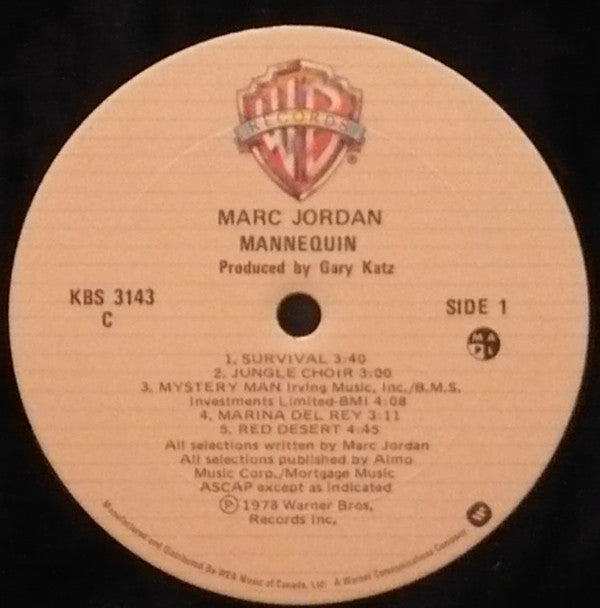 WB
RECORDS
®
MARC JORDAN
MANNEQUIN
Produced by Gary Katz
KBS 3143
C
SIDE 1
MAPL
1. SURVIVAL 3:40
2. JUNGLE CHOIR 3:00
3. MYSTERY MAN Irving Music, Inc./B.M.S.
Investments Limited-BMI 4:08
4. MARINA DEL REY 3:11
5. RED DESERT 4:45
All selections written by Marc Jordan
All selections published by Almo
Music Corp./Mortgage Music
ASCAP except as indicated
Ⓟ 1978 Warner Bros.
Records Inc.
Manufactured and Distributed By WEA Music of Canada, Ltd. A Warner Communications Company